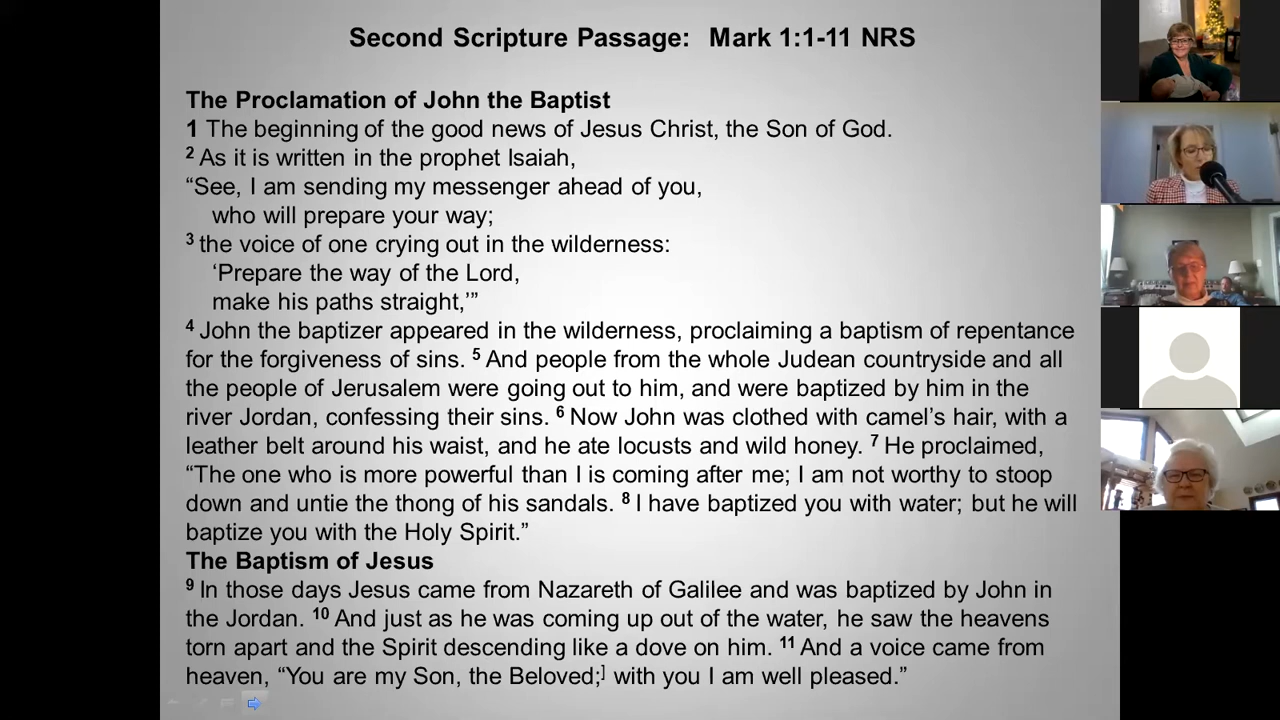 Second Scripture Passage:  Mark 1:1-11 NRS
The Proclamation of John the Baptist
1 The beginning of the good news of Jesus Christ, the Son of God.
2 As it is written in the prophet Isaiah,
“See, I am sending my messenger ahead of you,
who will prepare your way;
3 the voice of one crying out in the wilderness:
‘Prepare the way of the Lord,
make his paths straight,’”
4 John the baptizer appeared in the wilderness, proclaiming a baptism of repentance
for the forgiveness of sins. 5 And people from the whole Judean countryside and all
the people of Jerusalem were going out to him, and were baptized by him in the
river Jordan, confessing their sins. 6 Now John was clothed with camel’s hair, with a
leather belt around his waist, and he ate locusts and wild honey. 7 He proclaimed,
“The one who is more powerful than I is coming after me; I am not worthy to stoop
down and untie the thong of his sandals. 8 I have baptized you with water; but he will
baptize you with the Holy Spirit.”
The Baptism of Jesus
9 In those days Jesus came from Nazareth of Galilee and was baptized by John in
the Jordan. 10 And just as he was coming up out of the water, he saw the heavens
torn apart and the Spirit descending like a dove on him. 11 And a voice came from
heaven, “You are my Son, the Beloved;] with you I am well pleased.”